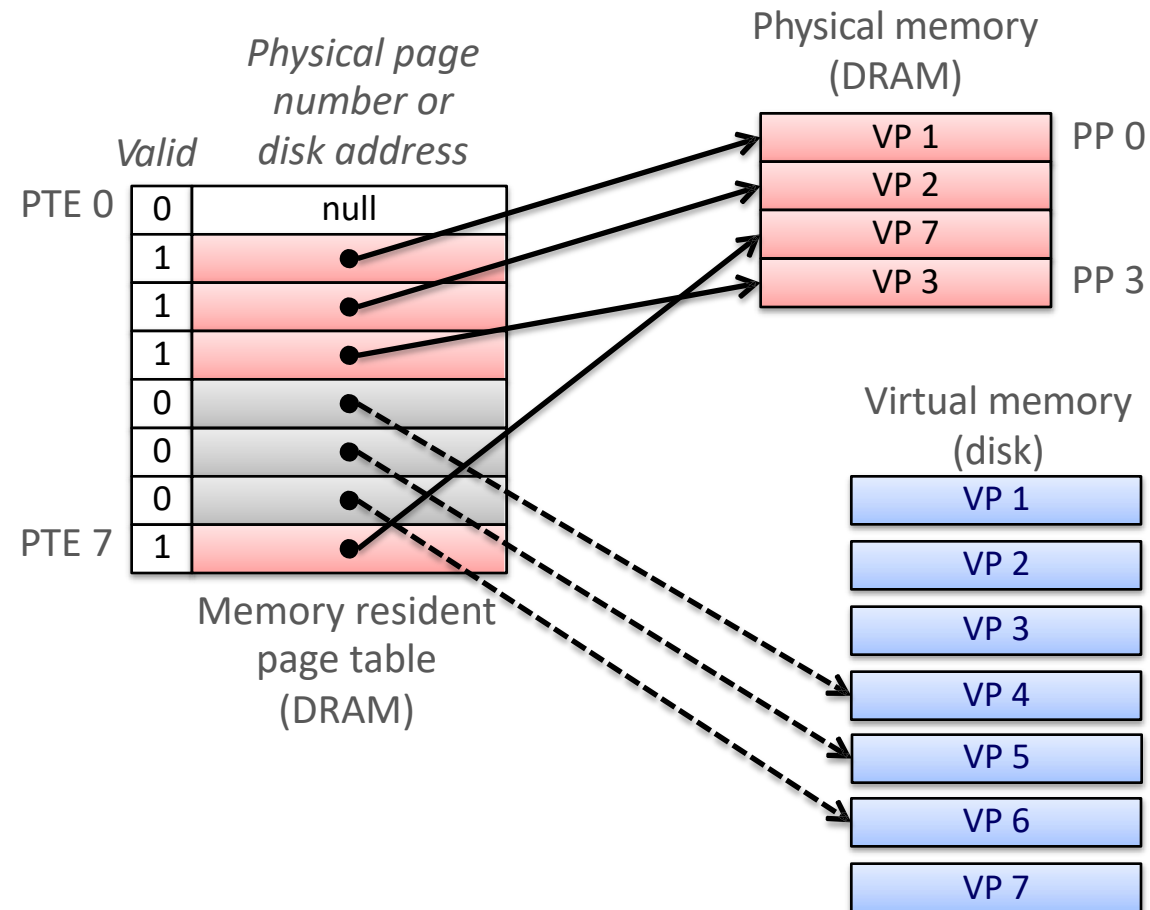 Physical page
number or
disk address
Valid
PTE 0
0
null
1
1
1
0
0
0
PTE 7
1
Memory resident
page table
(DRAM)
Physical memory
(DRAM)
VP 1
PP 0
VP 2
VP 7
VP 3
PP 3
Virtual memory
(disk)
VP 1
VP 2
VP 3
VP 4
VP 5
VP 6
VP 7